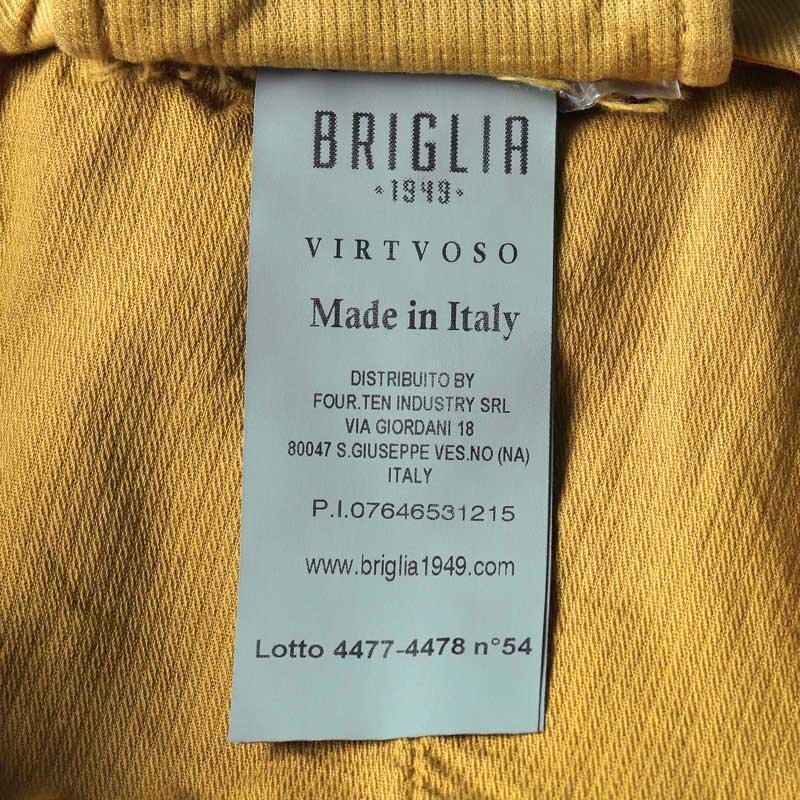 BRIGLIA
1949
VIRTVOSO
Made in Italy
DISTRIBUITO BY
FOUR.TEN INDUSTRY SRL
VIA GIORDANI 18
80047 S.GIUSEPPE VES.NO (NA)
ITALY
P.I.07646531215
www.briglia1949.com
Lotto 4477-4478 n°54